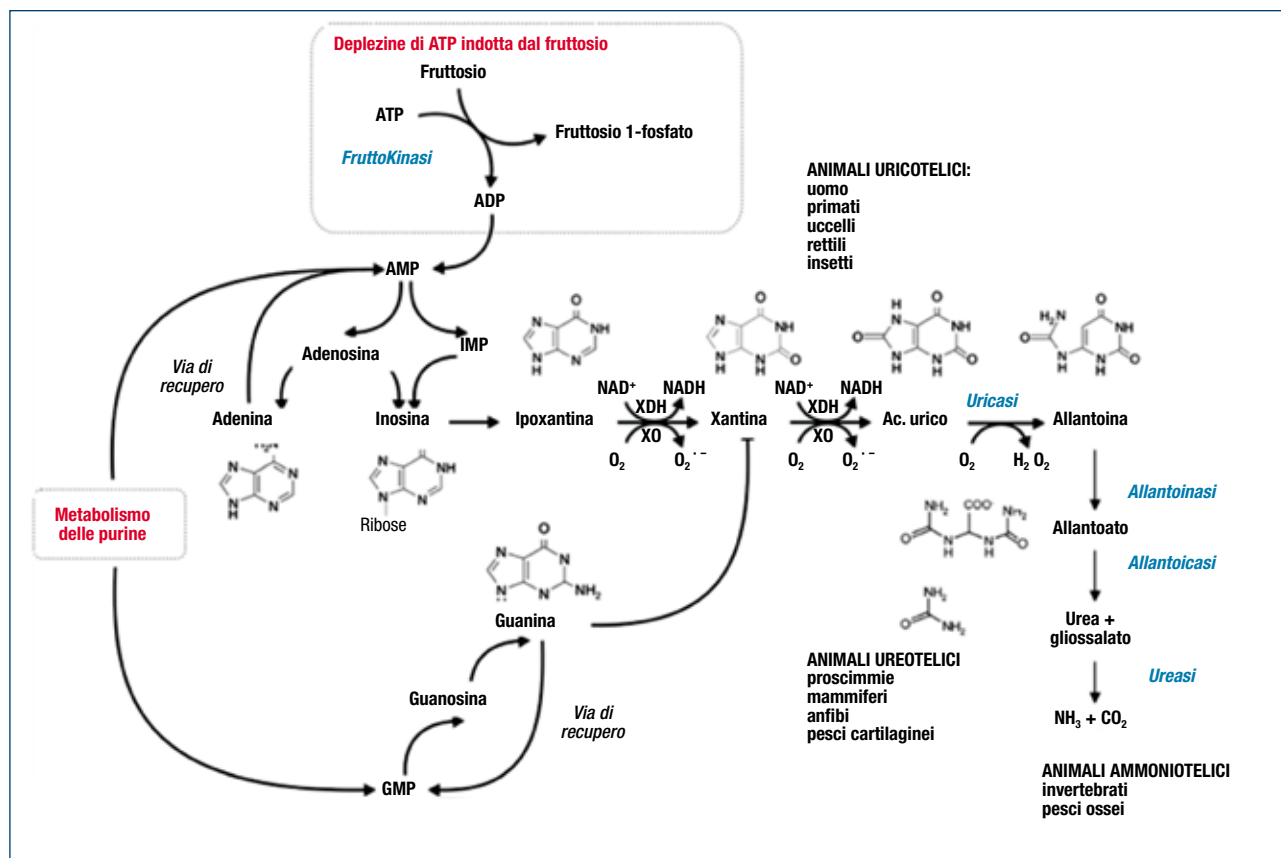 Deplezine di ATP indotta dal fruttosio
Fruttosio
ATP
Fruttosio 1-fosfato
FruttoKinasi
ADP
ANIMALI URICOTELICI:
uomo
primati
uccelli
rettili
insetti
AMP
Adenosina
IMP
Via di
recupero
Adenina
Inosina
Ipoxantina
NAD⁺
NADH
XDH
XO
O₂
O₂˙⁻
Xantina
NAD⁺
NADH
XDH
XO
O₂
O₂˙⁻
Ac. urico
Uricasi
O₂
H₂ O₂
Allantoina
Ribose
Metabolismo
delle purine
Allantoinasi
Allantoato
Allantoicasi
Urea +
gliossalato
Ureasi
NH₃ + CO₂
Guanina
Guanosina
Via di
recupero
GMP
ANIMALI UREOTELICI
proscimmie
mammiferi
anfibi
pesci cartilaginei
ANIMALI AMMONIOTELICI
invertebrati
pesci ossei